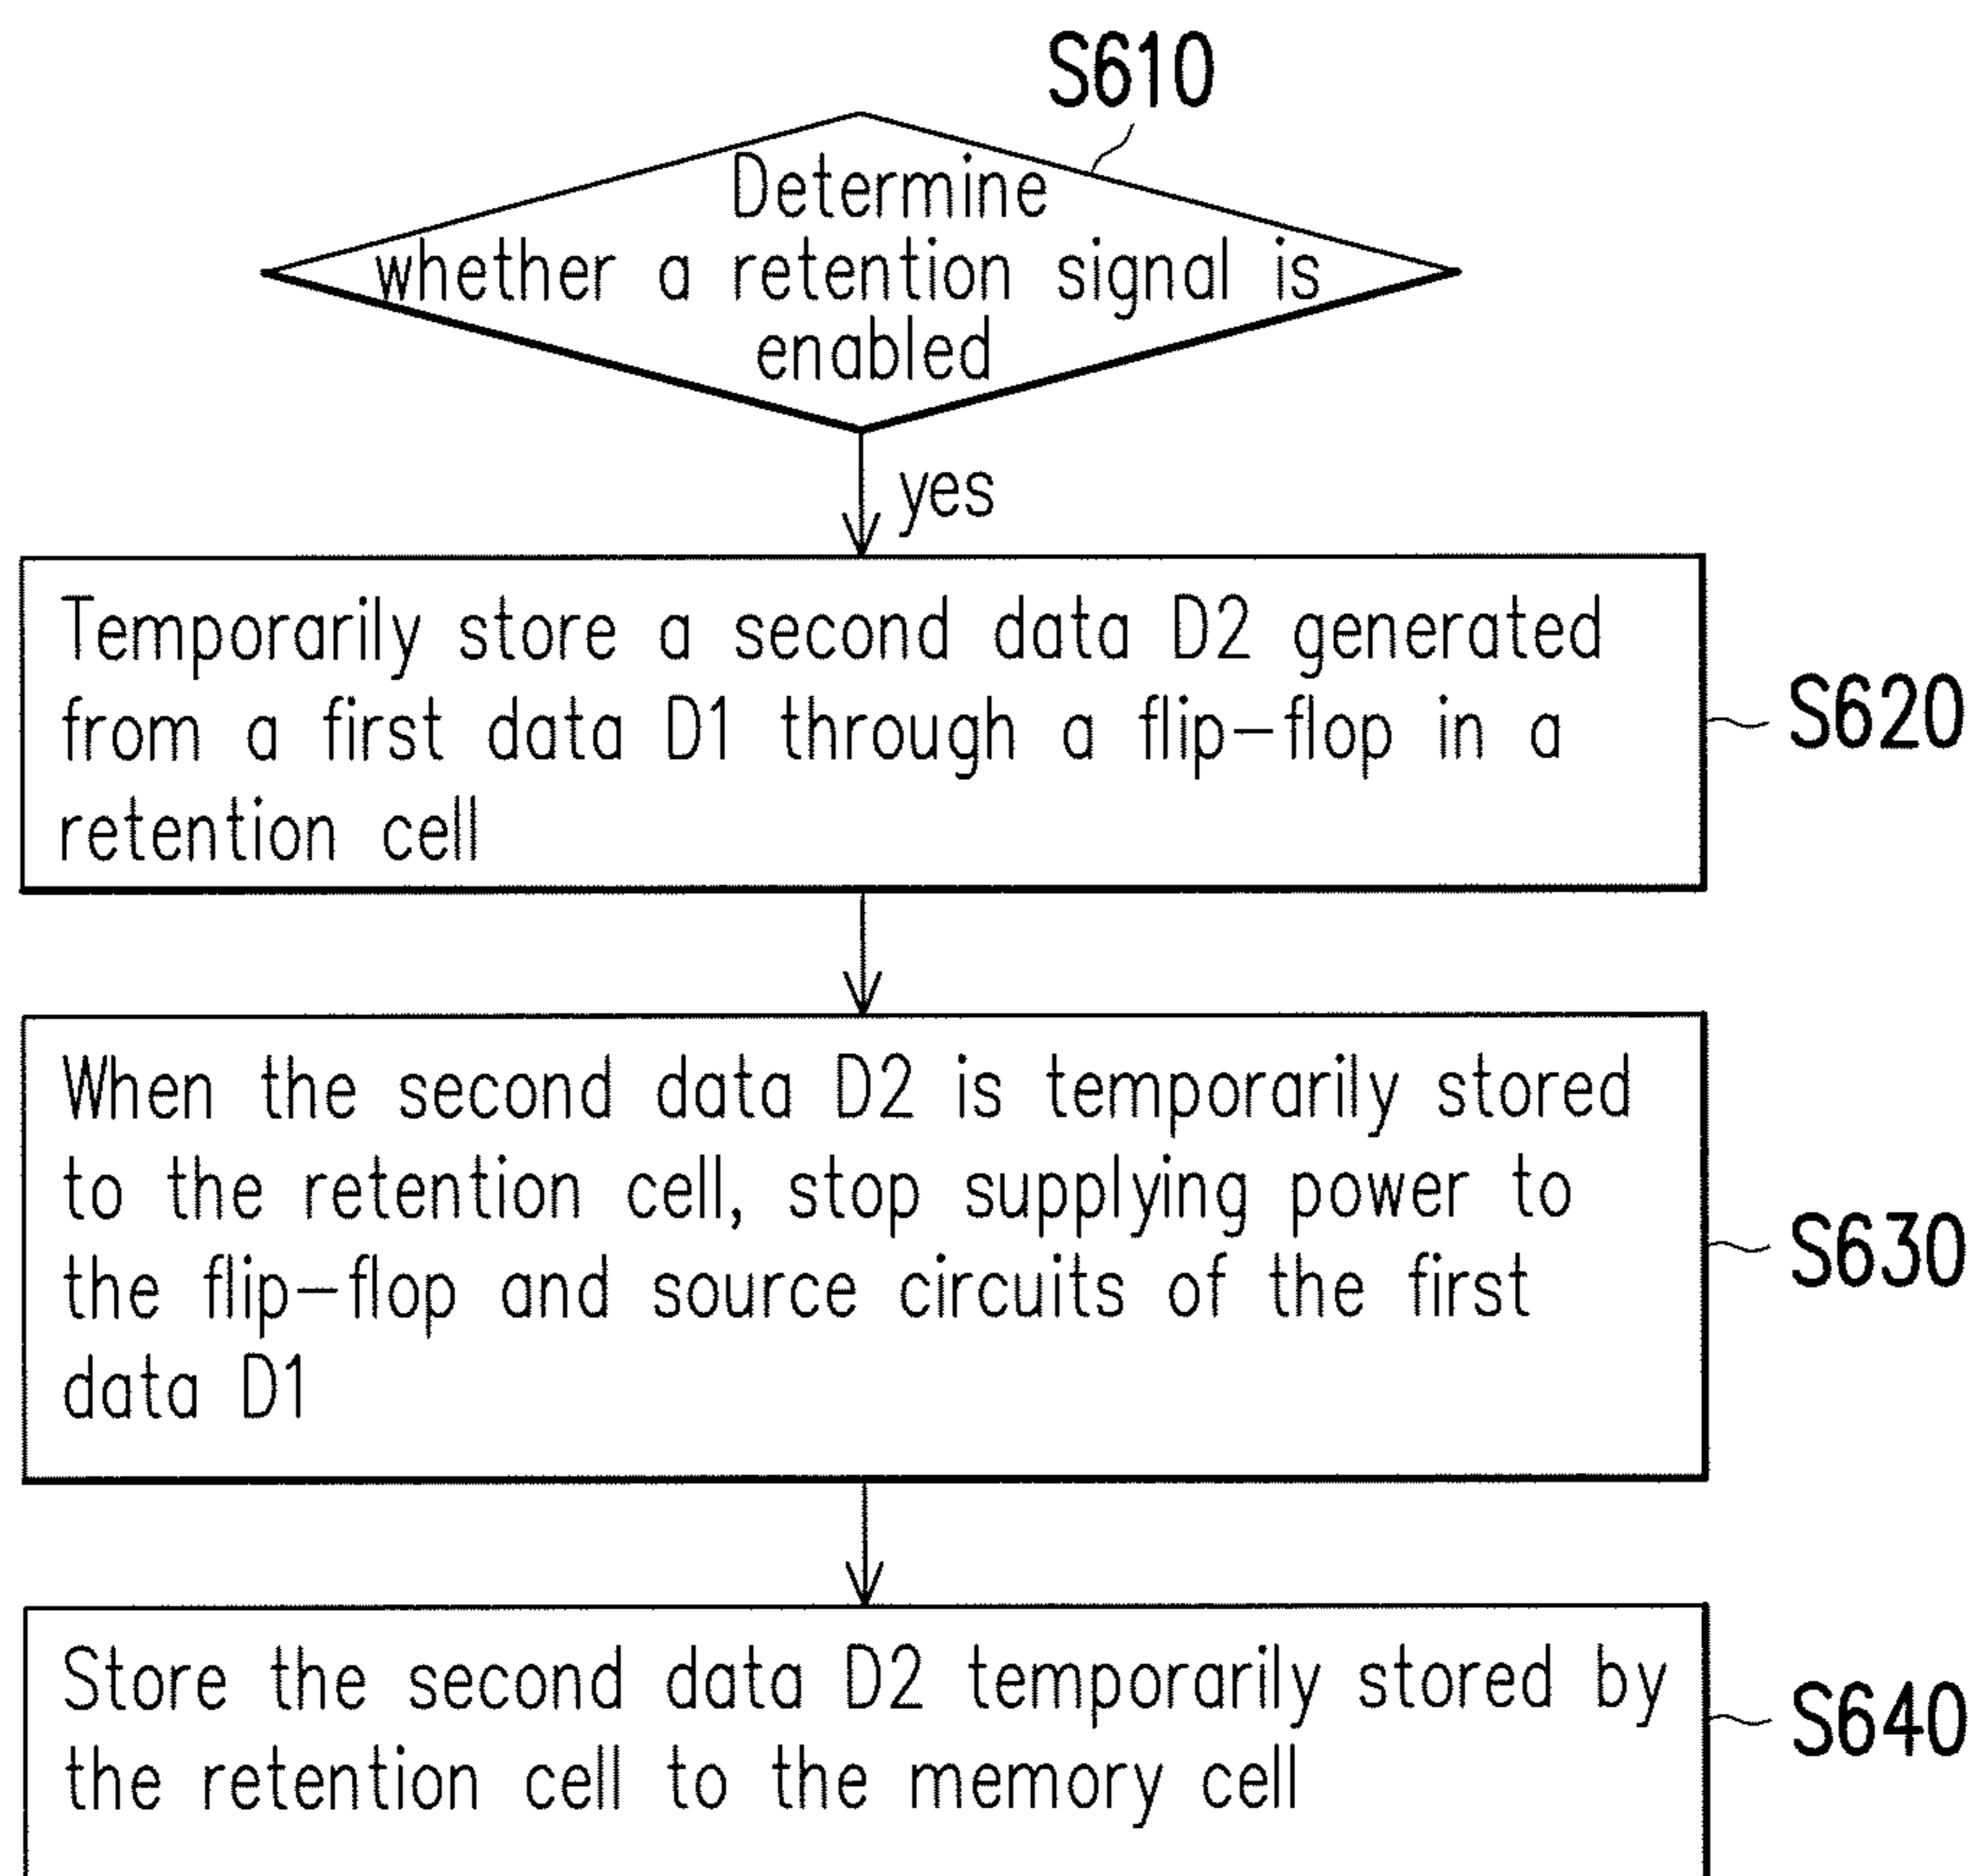 S610
Determine
whether a retention signal is
enabled
yes
Temporarily store a second data D2 generated
from a first data D1 through a flip-flop in a
retention cell
S620
When the second data D2 is temporarily stored
to the retention cell, stop supplying power to
the flip-flop and source circuits of the first
data D1
S630
Store the second data D2 temporarily stored by
the retention cell to the memory cell
S640